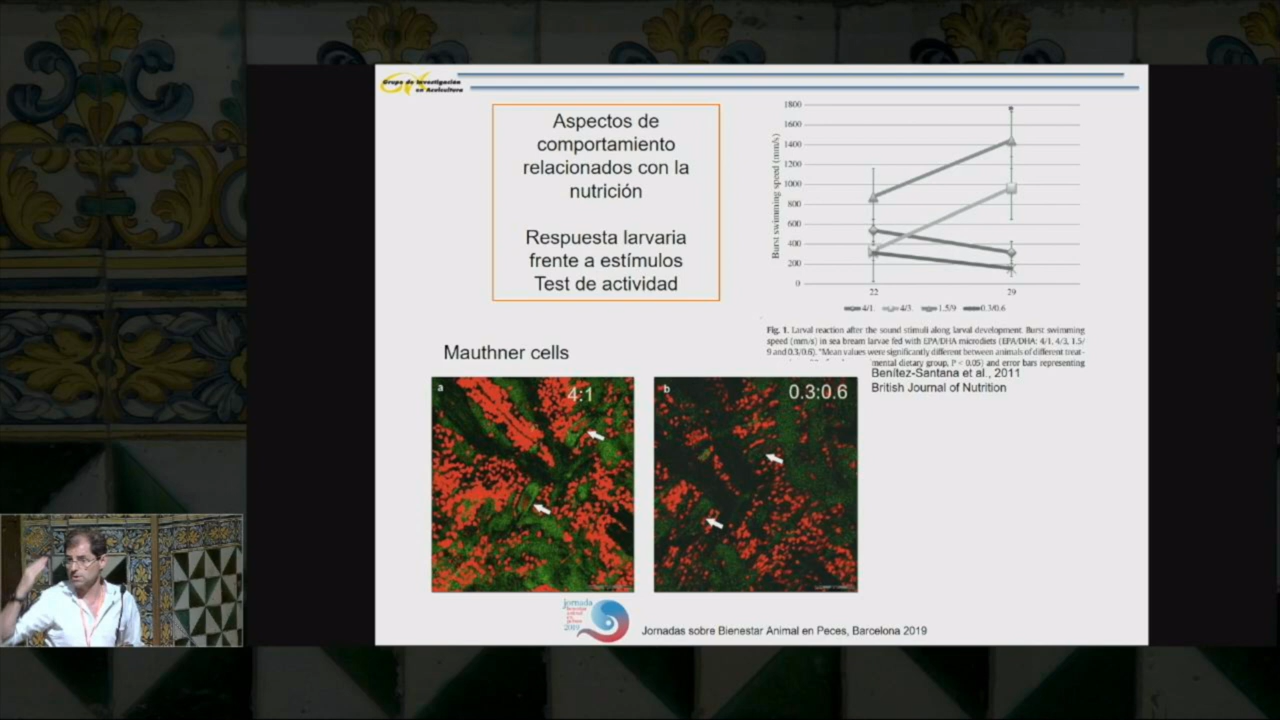 Grupo de Investigación
en Acuicultura
Aspectos de
comportamiento
relacionados con la
nutrición
Respuesta larvaria
frente a estímulos
Test de actividad
Burst swimming speed (mm/s)
1800
1600
1400
1200
1000
800
600
400
200
0
22
29
4/1.
4/3.
1.5/9
0.3/0.6
Fig. 1. Larval reaction after the sound stimuli along larval development. Burst swimming
speed (mm/s) in sea bream larvae fed with EPA/DHA microdiets (EPA/DHA: 4/1, 4/3, 1.5/
9 and 0.3/0.6). *Mean values were significantly different between animals of different treat-
mental dietary group, P < 0.05) and error bars representing
Benítez-Santana et al., 2011
British Journal of Nutrition
Mauthner cells
a
4:1
b
0.3:0.6
jornada
2019
Jornadas sobre Bienestar Animal en Peces, Barcelona 2019